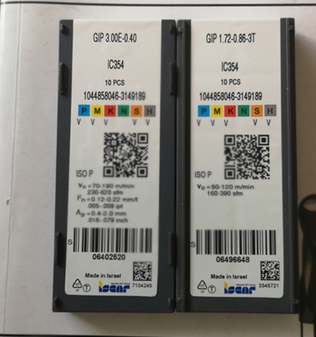 GIP 3.00E-0.40
IC354
10 PCS
1044858046-3149189
P M K N S H
V V V V
ISO P
Vc=70-190 m/min
230-620 sfm
Fn=0.12-0.22 mm/t
.005-.009 ipt
Ap=0.4-2.0 mm
.016-.079 inch
S
06402520
Made in Israel
iscar
7104245
GIP 1.72-0.86-3T
IC354
10 PCS
1044858046-3149189
P M K N S H
V V V V
ISO P
Vc=50-120 m/min
160-390 sfm
S
06496648
Made in Israel
iscar
3345721